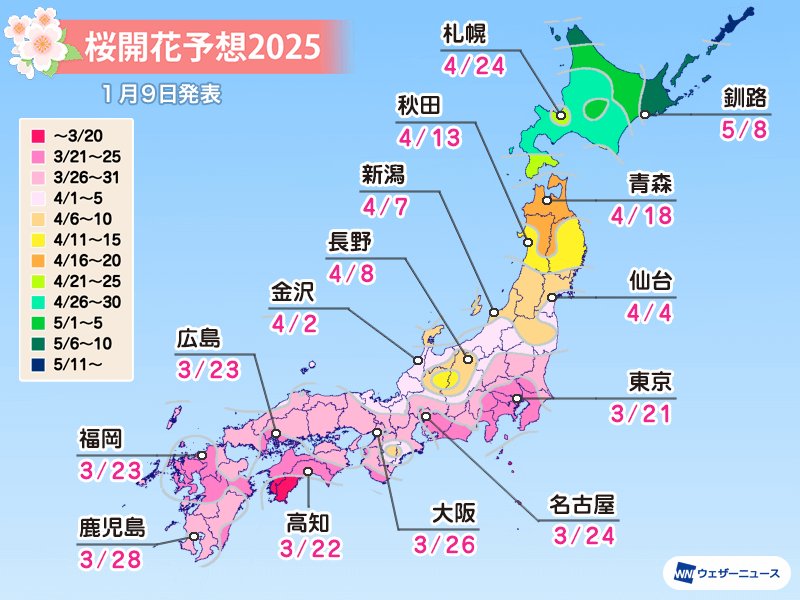 桜開花予想2025
1月9日発表
〜3/20
3/21〜25
3/26〜31
4/1〜5
4/6〜10
4/11〜15
4/16〜20
4/21〜25
4/26〜30
5/1〜5
5/6〜10
5/11〜
札幌
4/24
釧路
5/8
秋田
4/13
青森
4/18
新潟
4/7
長野
4/8
仙台
4/4
金沢
4/2
広島
3/23
東京
3/21
福岡
3/23
名古屋
3/24
大阪
3/26
高知
3/22
鹿児島
3/28
WN ウェザーニュース